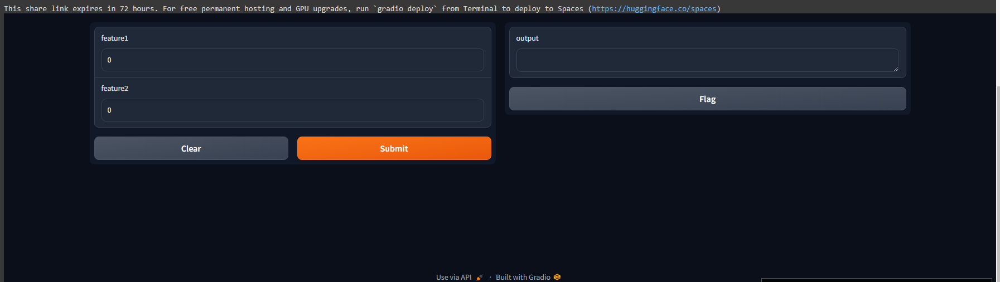 This share link expires in 72 hours. For free permanent hosting and GPU upgrades, run `gradio deploy` from Terminal to deploy to Spaces (https://huggingface.co/spaces)
feature1
0
feature2
0
Clear
Submit
output
Flag
Use via API · Built with Gradio